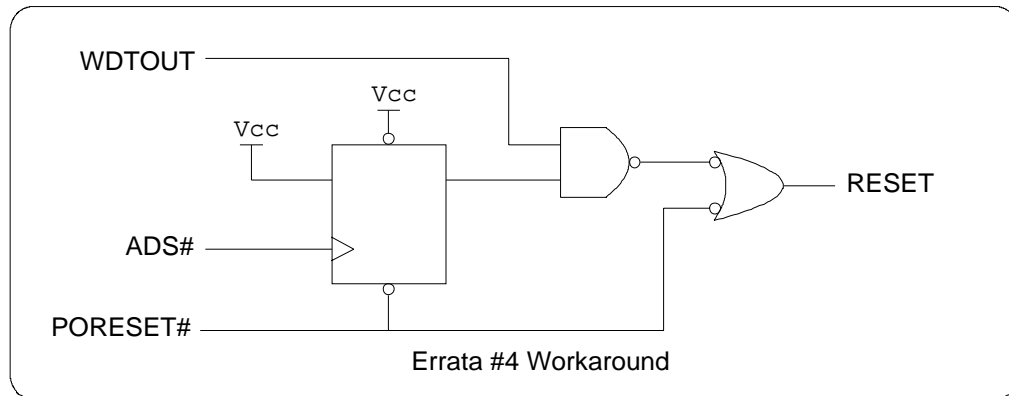 WDTOUT
Vcc
Vcc
RESET
ADS#
PORESET#
Errata #4 Workaround